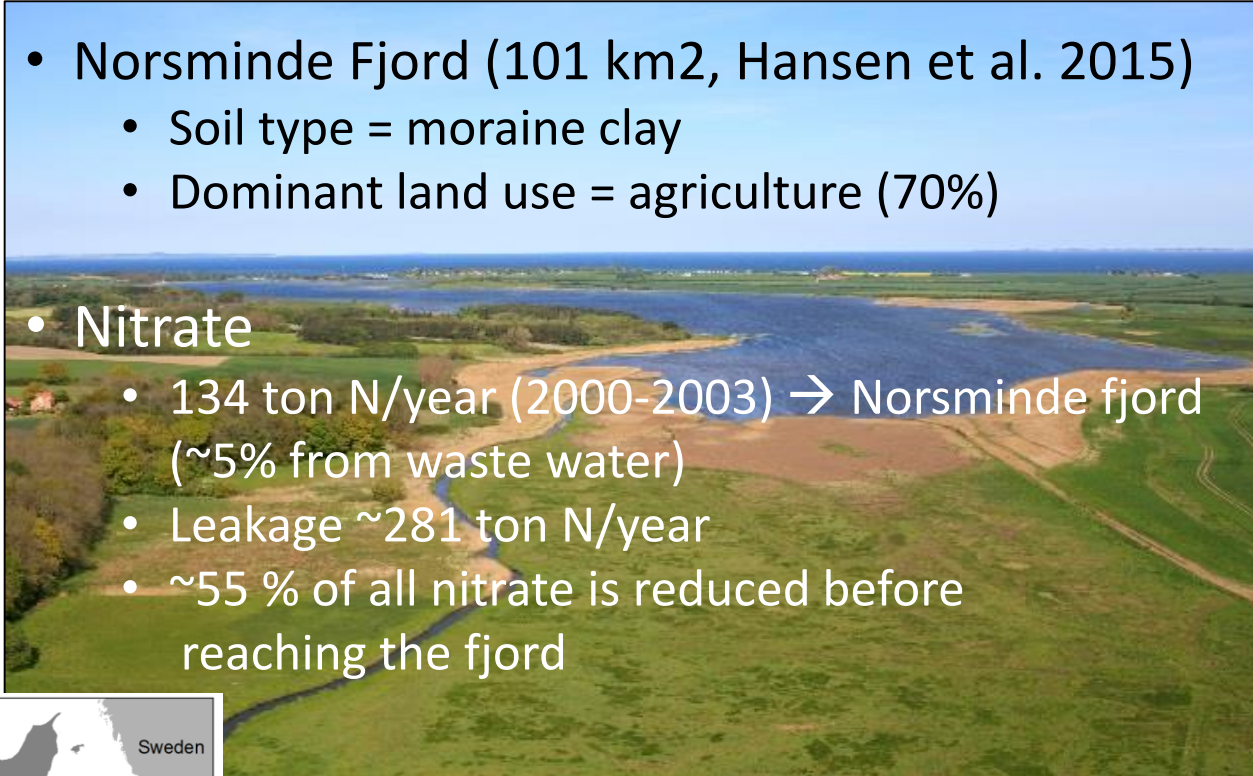 • Norsminde Fjord (101 km2, Hansen et al. 2015)
• Soil type = moraine clay
• Dominant land use = agriculture (70%)
• Nitrate
• 134 ton N/year (2000-2003) → Norsminde fjord
(~5% from waste water)
• Leakage ~281 ton N/year
• ~55 % of all nitrate is reduced before
reaching the fjord
Sweden